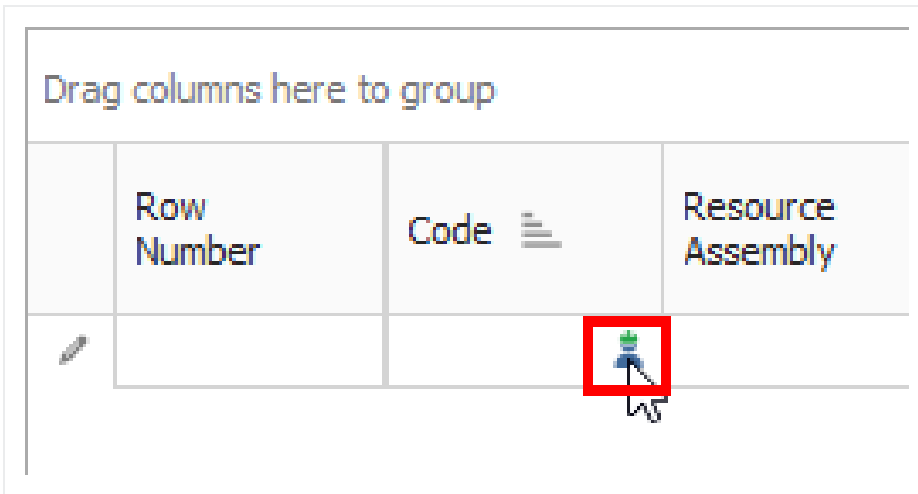 Drag columns here to group
Row
Number
Code
Resource
Assembly